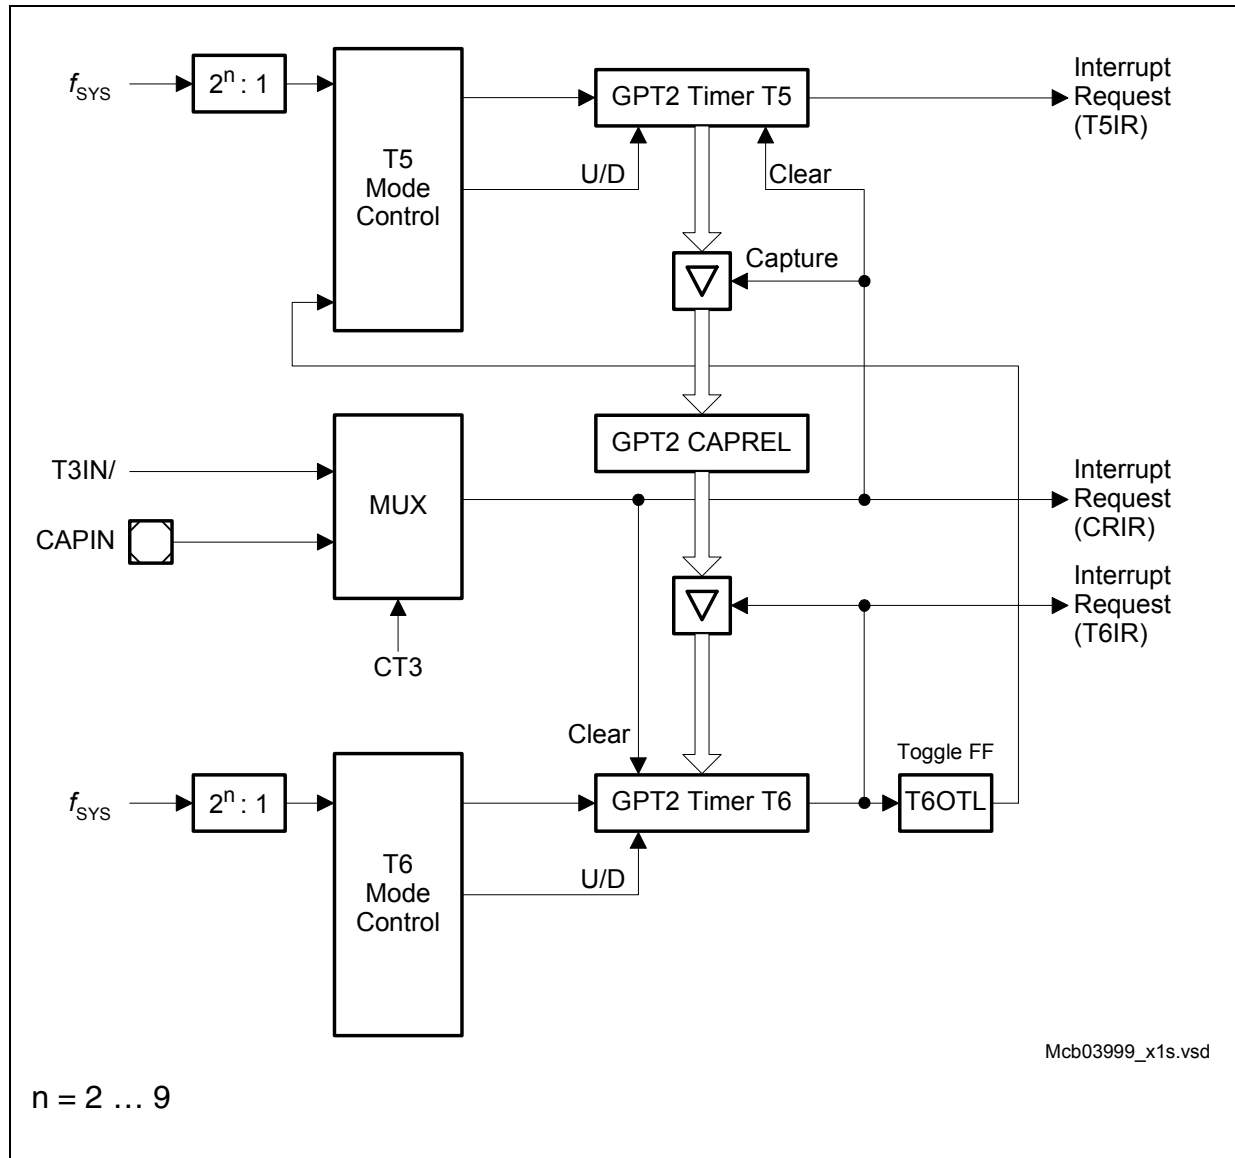 fSYS
2ⁿ : 1
T5
Mode
Control
GPT2 Timer T5
Interrupt
Request
(T5IR)
U/D
Clear
Capture
GPT2 CAPREL
T3IN/
CAPIN
MUX
CT3
Interrupt
Request
(CRIR)
Interrupt
Request
(T6IR)
Clear
fSYS
2ⁿ : 1
T6
Mode
Control
GPT2 Timer T6
U/D
Toggle FF
T6OTL
Mcb03999_x1s.vsd
n = 2 … 9